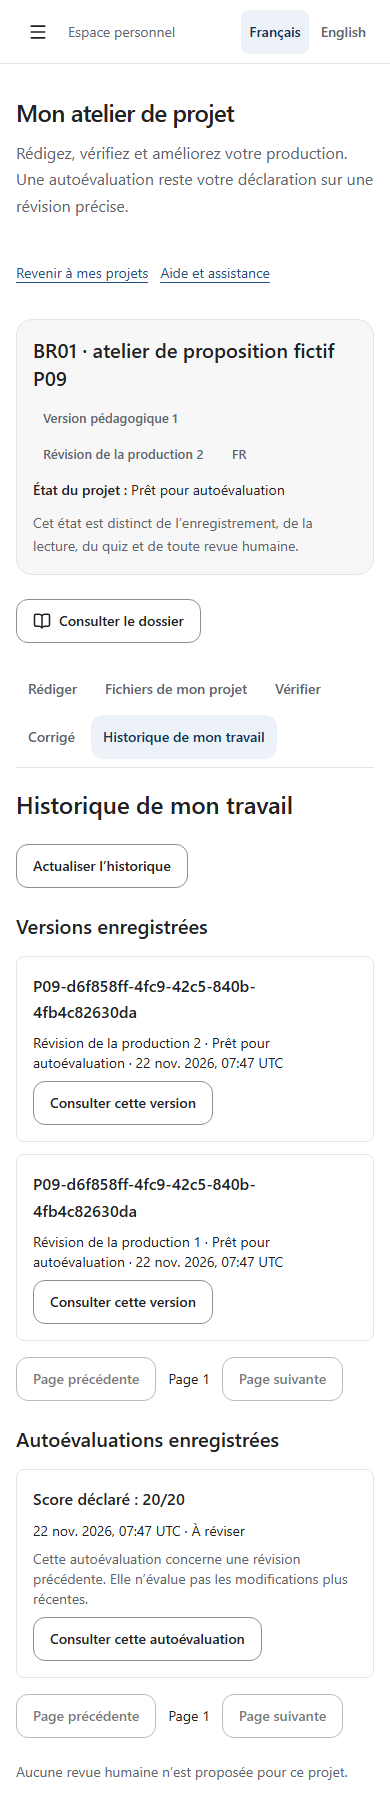 Espace personnel
Français
English
Mon atelier de projet
Rédigez, vérifiez et améliorez votre production.
Une autoévaluation reste votre déclaration sur une
révision précise.
Revenir à mes projets
Aide et assistance
BR01 · atelier de proposition fictif
P09
Version pédagogique 1
Révision de la production 2
FR
État du projet : Prêt pour autoévaluation
Cet état est distinct de l’enregistrement, de la
lecture, du quiz et de toute revue humaine.
Consulter le dossier
Rédiger
Fichiers de mon projet
Vérifier
Corrigé
Historique de mon travail
Historique de mon travail
Actualiser l’historique
Versions enregistrées
P09-d6f858ff-4fc9-42c5-840b-
4fb4c82630da
Révision de la production 2 · Prêt pour
autoévaluation · 22 nov. 2026, 07:47 UTC
Consulter cette version
P09-d6f858ff-4fc9-42c5-840b-
4fb4c82630da
Révision de la production 1 · Prêt pour
autoévaluation · 22 nov. 2026, 07:47 UTC
Consulter cette version
Page précédente
Page 1
Page suivante
Autoévaluations enregistrées
Score déclaré : 20/20
22 nov. 2026, 07:47 UTC · À réviser
Cette autoévaluation concerne une révision
précédente. Elle n’évalue pas les modifications plus
récentes.
Consulter cette autoévaluation
Page précédente
Page 1
Page suivante
Aucune revue humaine n’est proposée pour ce projet.